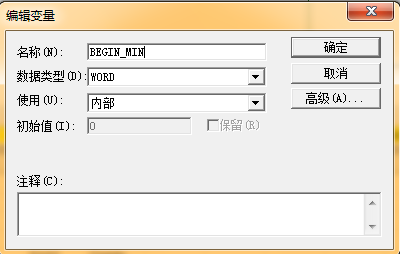 编辑变量
名称(N): BEGIN_MIN 确定
数据类型(D): WORD 取消
使用(U): 内部 高级(A)...
初始值(I): 0 保留(R)
注释(C):